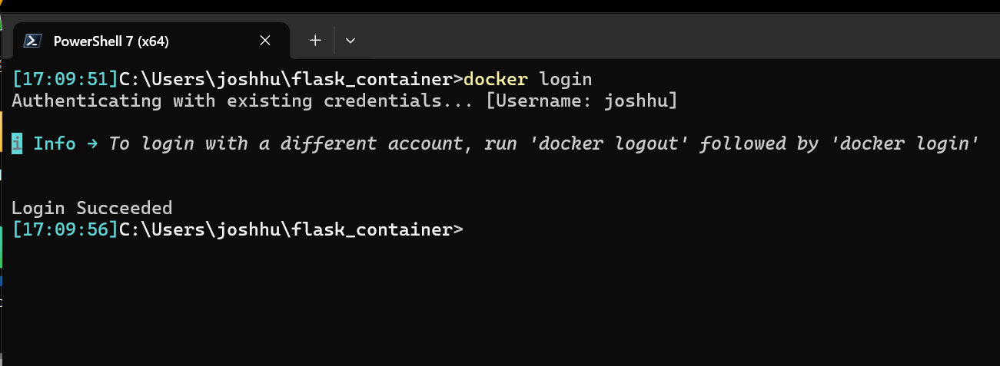 PowerShell 7 (x64)
[17:09:51]C:\Users\joshhu\flask_container>docker login
Authenticating with existing credentials... [Username: joshhu]
i Info → To login with a different account, run 'docker logout' followed by 'docker login'
Login Succeeded
[17:09:56]C:\Users\joshhu\flask_container>